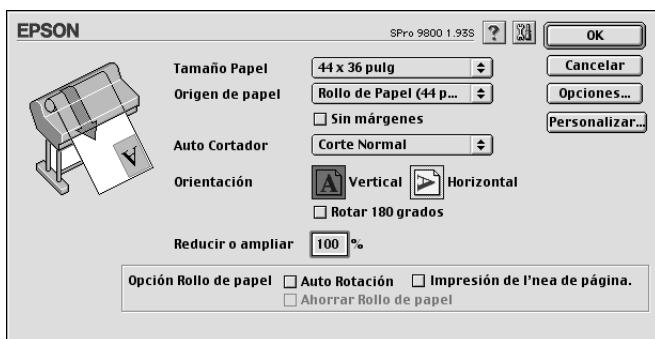 EPSON SPro 9800 1.93S ? OK
Tamaño Papel 44 x 36 pulg Cancelar
Origen de papel Rollo de Papel (44 p... Opciones...
Sin márgenes Personalizar...
Auto Cortador Corte Normal
Orientación A Vertical A Horizontal
Rotar 180 grados
Reducir o ampliar 100 %
Opción Rollo de papel Auto Rotación Impresión de l'nea de página.
Ahorrar Rollo de papel
A